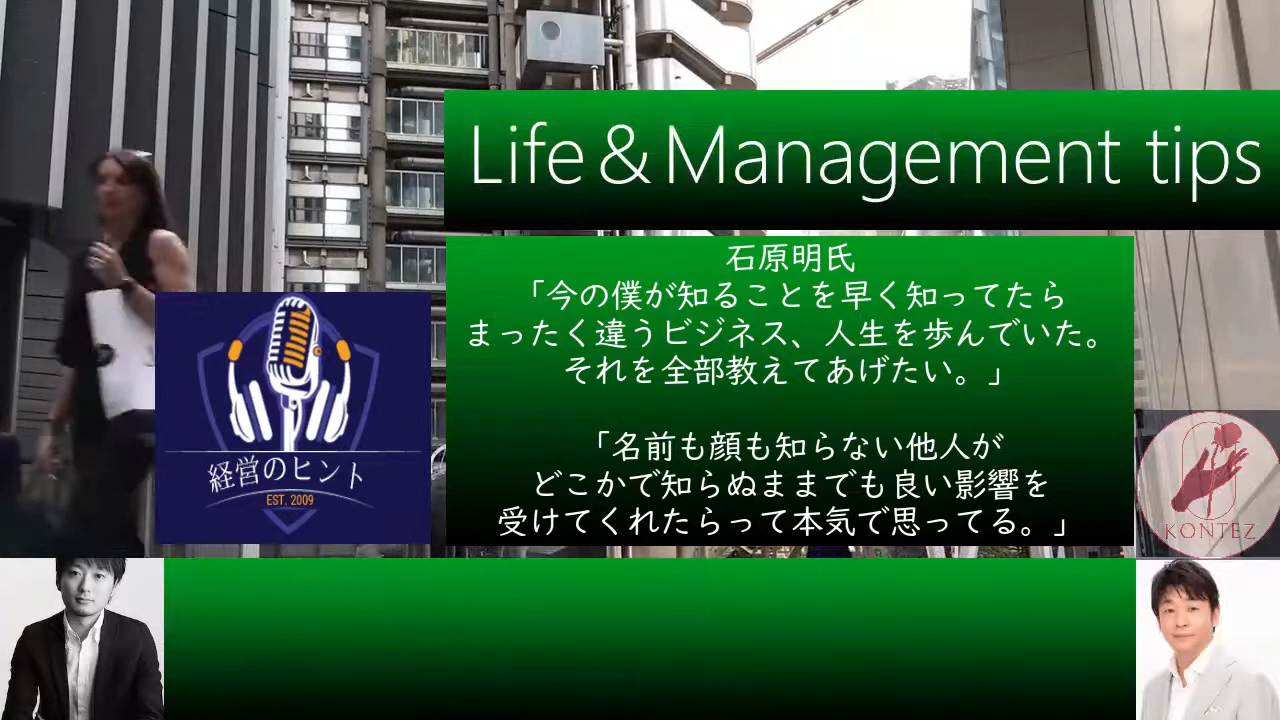 Life&Management tips
石原明氏
「今の僕が知ることを早く知ってたら
まったく違うビジネス、人生を歩んでいた。
それを全部教えてあげたい。」
「名前も顔も知らない他人が
どこかで知らぬままでも良い影響を
受けてくれたらって本気で思ってる。」
経営のヒント
EST. 2009
KONTEZ